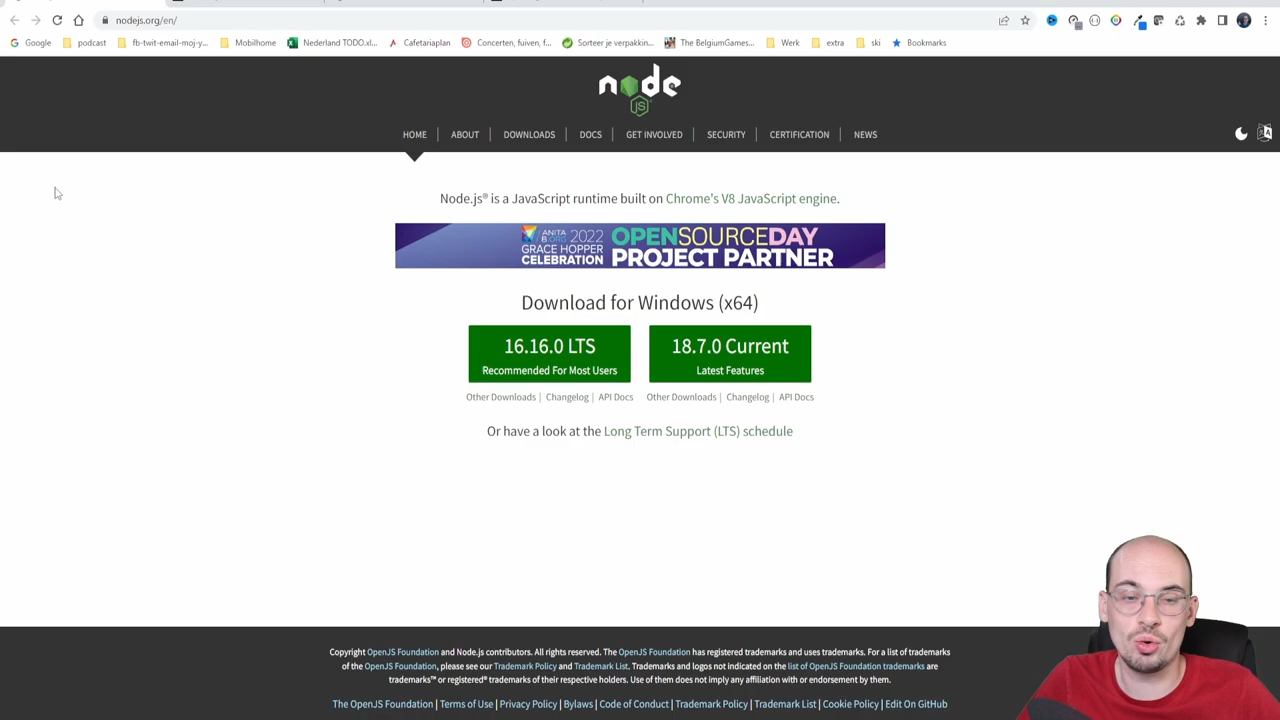 nodejs.org/en/
Google
podcast
fb-twit-email-moj-y...
Mobilhome
Nederland TODO.xl...
Cafetariaplan
Concerten, fuiven, f...
Sorteer je verpakkin...
The BelgiumGames...
Werk
extra
ski
Bookmarks
node
JS
HOME
ABOUT
DOWNLOADS
DOCS
GET INVOLVED
SECURITY
CERTIFICATION
NEWS
Node.js® is a JavaScript runtime built on Chrome's V8 JavaScript engine.
ANITA B.ORG 2022
GRACE HOPPER
CELEBRATION
OPENSOURCEDAY
PROJECT PARTNER
Download for Windows (x64)
16.16.0 LTS
Recommended For Most Users
18.7.0 Current
Latest Features
Other Downloads | Changelog | API Docs
Other Downloads | Changelog | API Docs
Or have a look at the Long Term Support (LTS) schedule
Copyright OpenJS Foundation and Node.js contributors. All rights reserved. The OpenJS Foundation has registered trademarks and uses trademarks. For a list of trademarks
of the OpenJS Foundation, please see our Trademark Policy and Trademark List. Trademarks and logos not indicated on the list of OpenJS Foundation trademarks are
trademarks™ or registered® trademarks of their respective holders. Use of them does not imply any affiliation with or endorsement by them.
The OpenJS Foundation | Terms of Use | Privacy Policy | Bylaws | Code of Conduct | Trademark Policy | Trademark List | Cookie Policy | Edit On GitHub